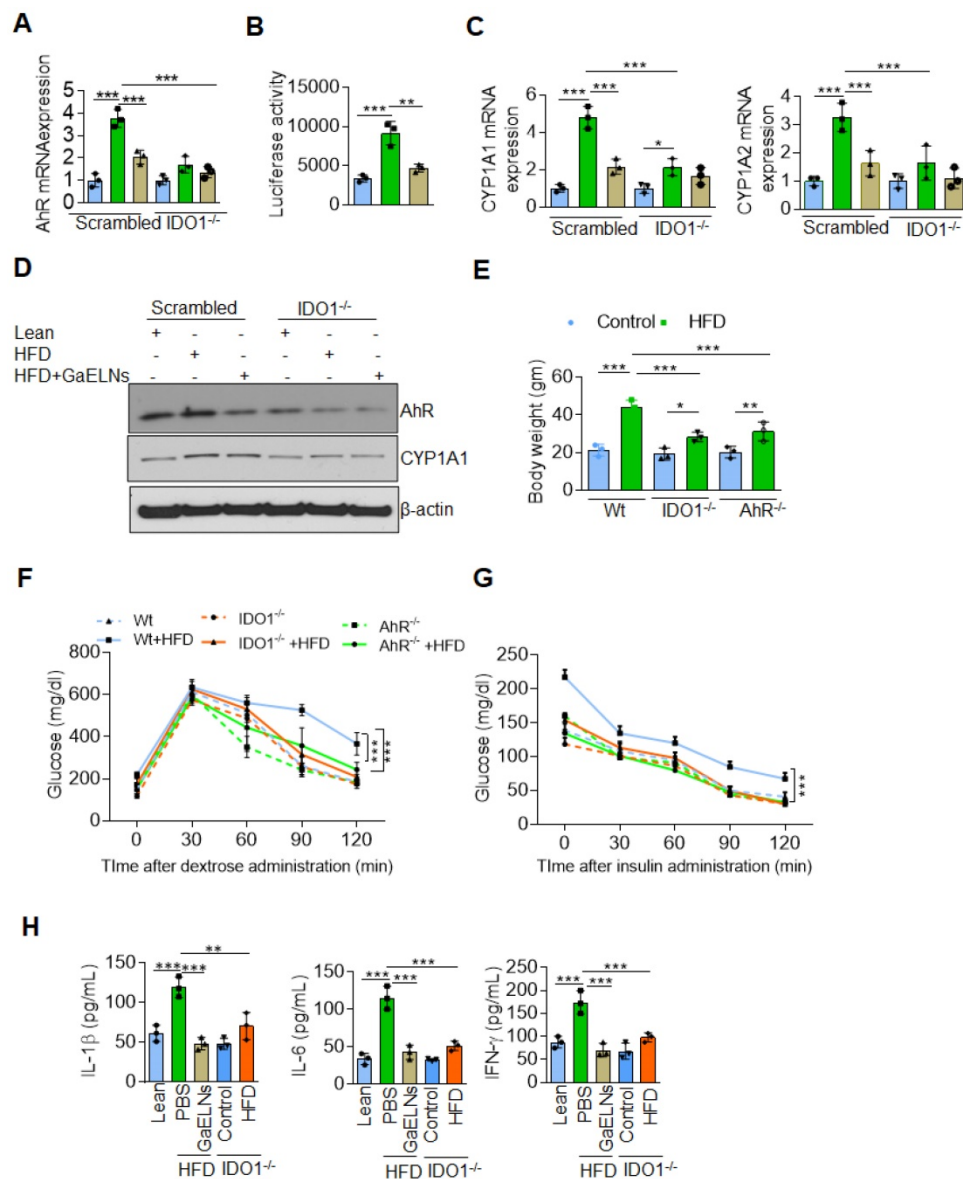 A
B
C
AhR mRNAexpression
5
4
3
2
1
0
***
***
***
Scrambled IDO1-/-
Luciferase activity
15000
10000
5000
0
***
**
CYP1A1 mRNA
expression
6
4
2
0
***
***
***
*
Scrambled
IDO1-/-
CYP1A2 mRNA
expression
4
3
2
1
0
***
***
***
Scrambled
IDO1-/-
D
Scrambled
IDO1-/-
Lean + - - + - -
HFD - + - - + -
HFD+GaELNs - - + - - +
AhR
CYP1A1
β-actin
E
Control HFD
Body weight (gm)
60
40
20
0
***
***
***
*
**
Wt IDO1-/- AhR-/-
F
Wt IDO1-/- AhR-/-
Wt+HFD IDO1-/- +HFD AhR-/- +HFD
Glucose (mg/dl)
800
600
400
200
0
***
***
0 30 60 90 120
TIme after dextrose administration (min)
G
Glucose (mg/dl)
250
200
150
100
50
0
***
0 30 60 90 120
TIme after insulin administration (min)
H
IL-1β (pg/mL)
150
100
50
0
***
***
**
Lean
PBS
GaELNs
Control
HFD
HFD IDO1-/-
IL-6 (pg/mL)
150
100
50
0
***
***
***
Lean
PBS
GaELNs
Control
HFD
HFD IDO1-/-
IFN-γ (pg/mL)
250
200
150
100
50
0
***
***
***
Lean
PBS
GaELNs
Control
HFD
HFD IDO1-/-